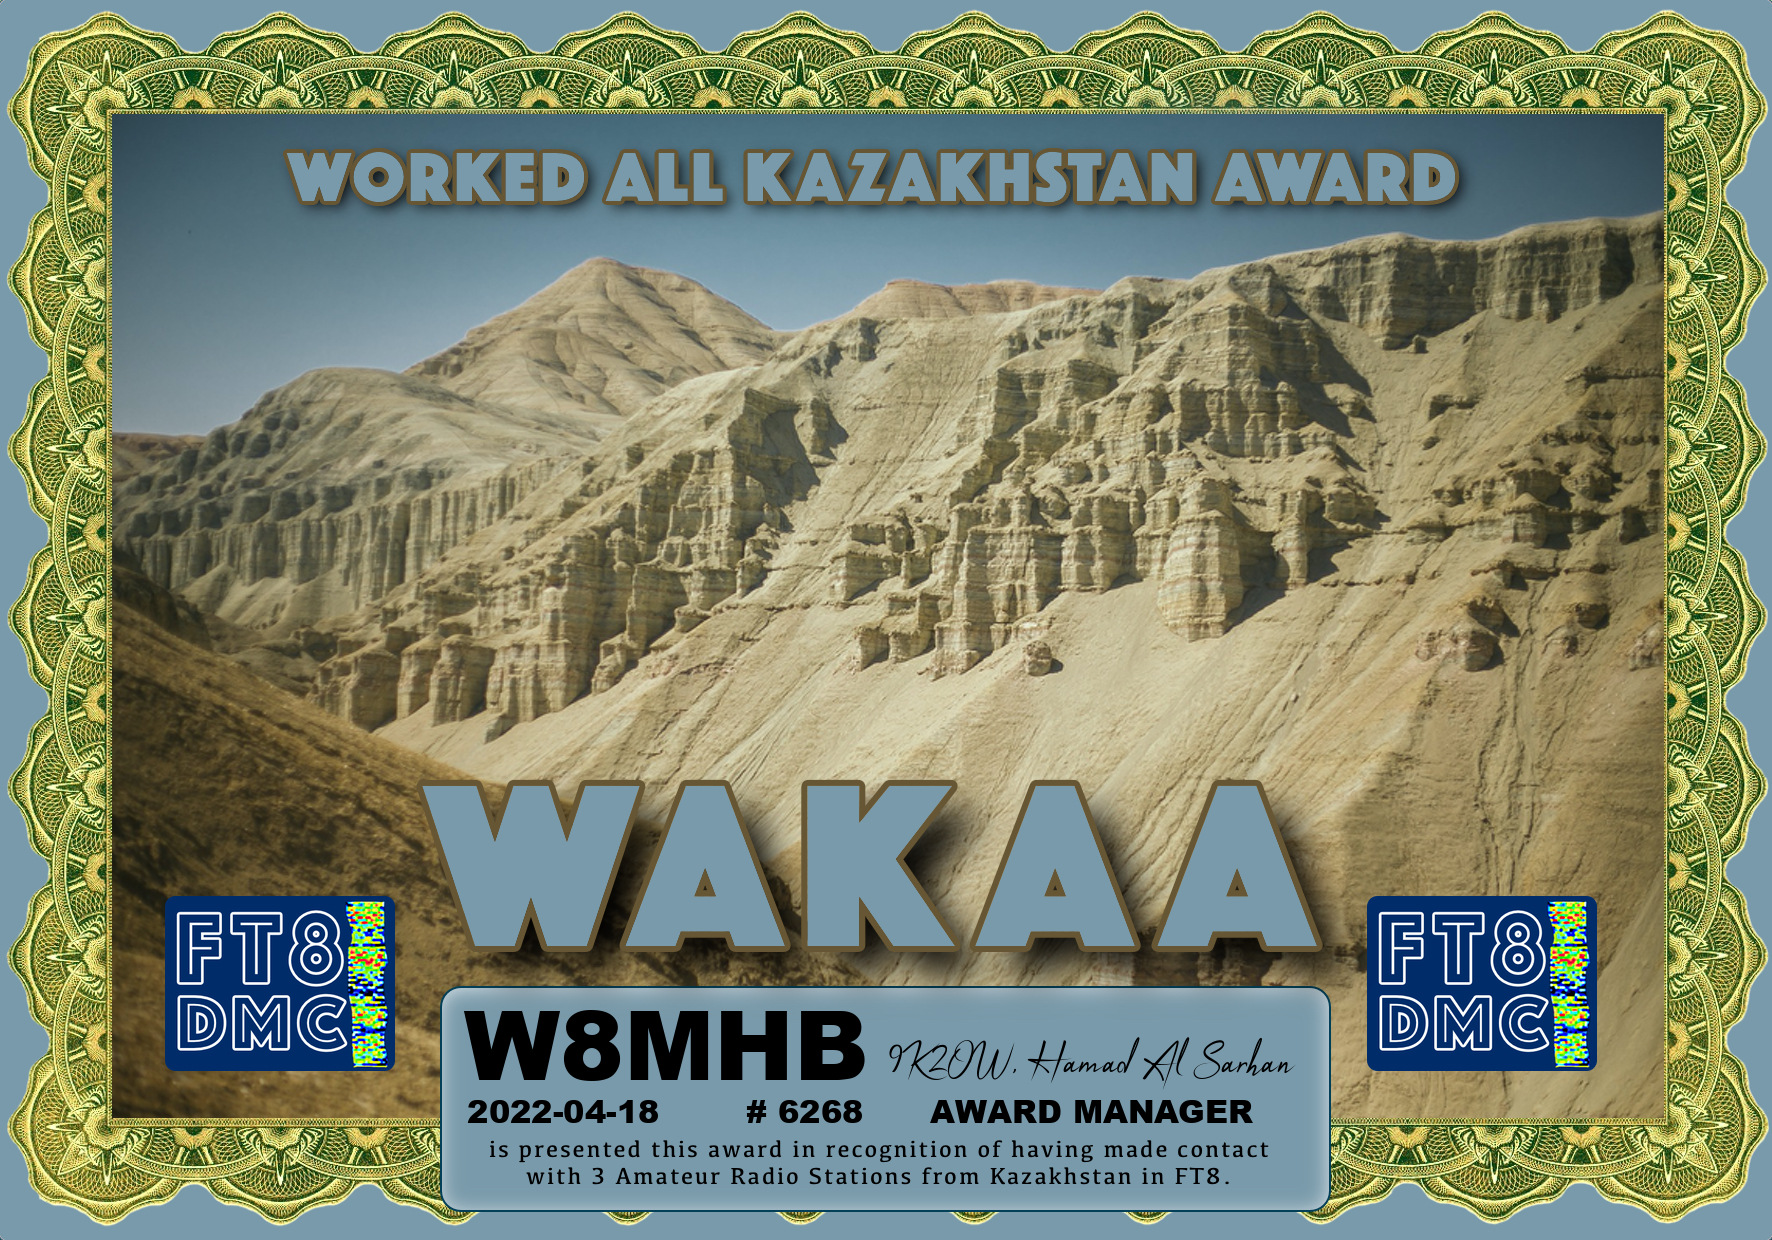 WORKED ALL KAZAKHSTAN AWARD
WAKAA
FT8
DMC
FT8
DMC
W8MHB
9K2OW, Hamad Al Sarhan
2022-04-18 # 6268 AWARD MANAGER
is presented this award in recognition of having made contact
with 3 Amateur Radio Stations from Kazakhstan in FT8.